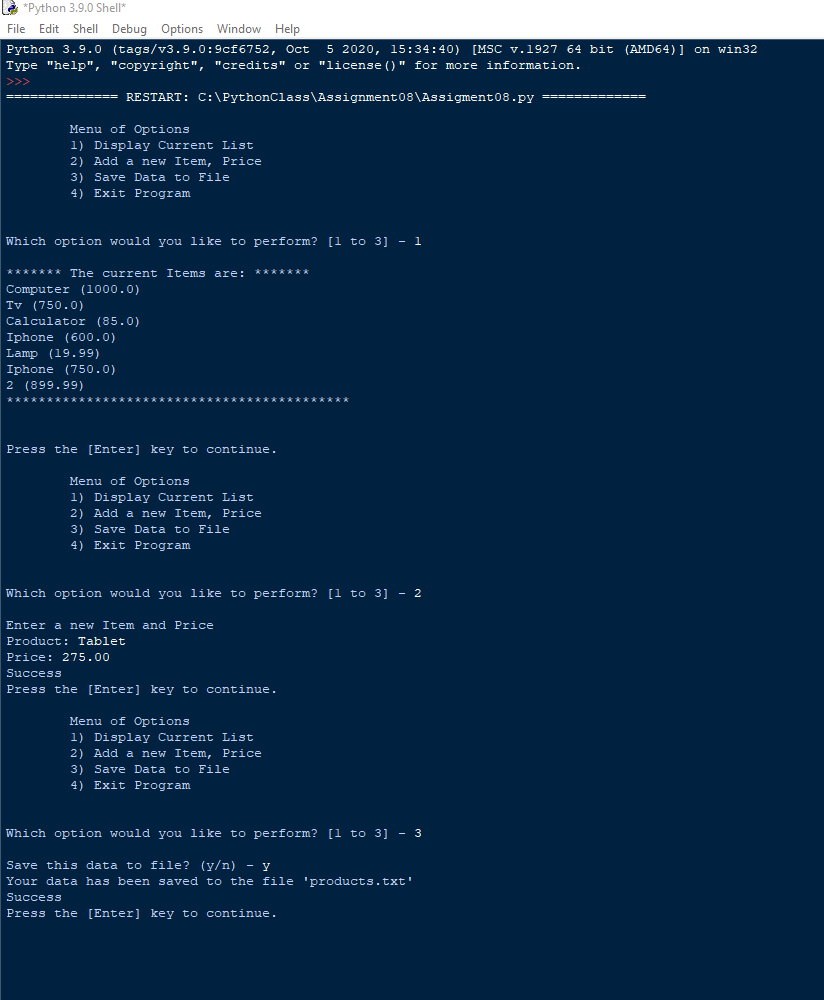 *Python 3.9.0 Shell*
File Edit Shell Debug Options Window Help
Python 3.9.0 (tags/v3.9.0:9cf6752, Oct  5 2020, 15:34:40) [MSC v.1927 64 bit (AMD64)] on win32
Type "help", "copyright", "credits" or "license()" for more information.
>>>
============== RESTART: C:\PythonClass\Assignment08\Assigment08.py =============
Menu of Options
1) Display Current List
2) Add a new Item, Price
3) Save Data to File
4) Exit Program
Which option would you like to perform? [1 to 3] - 1
******* The current Items are: *******
Computer (1000.0)
Tv (750.0)
Calculator (85.0)
Iphone (600.0)
Lamp (19.99)
Iphone (750.0)
2 (899.99)
*******************************************
Press the [Enter] key to continue.
Menu of Options
1) Display Current List
2) Add a new Item, Price
3) Save Data to File
4) Exit Program
Which option would you like to perform? [1 to 3] - 2
Enter a new Item and Price
Product: Tablet
Price: 275.00
Success
Press the [Enter] key to continue.
Menu of Options
1) Display Current List
2) Add a new Item, Price
3) Save Data to File
4) Exit Program
Which option would you like to perform? [1 to 3] - 3
Save this data to file? (y/n) - y
Your data has been saved to the file 'products.txt'
Success
Press the [Enter] key to continue.